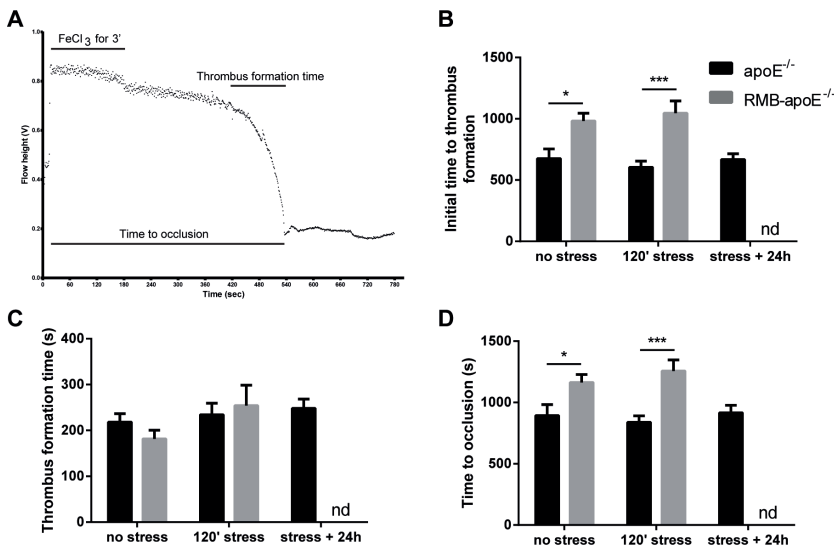 A
FeCl 3 for 3'
Thrombus formation time
Time to occlusion
Flow height (V)
1.0
0.8
0.6
0.4
0.2
0.0
0 60 120 180 240 300 360 420 480 540 600 660 720 780
Time (sec)
B
Initial time to thrombus
formation
1500
1000
500
0
* ***
nd
apoE-/-
RMB-apoE-/-
no stress 120' stress stress + 24h
C
Thrombus formation time (s)
400
300
200
100
0
nd
no stress 120' stress stress + 24h
D
Time to occlusion (s)
1500
1000
500
0
* ***
nd
no stress 120' stress stress + 24h